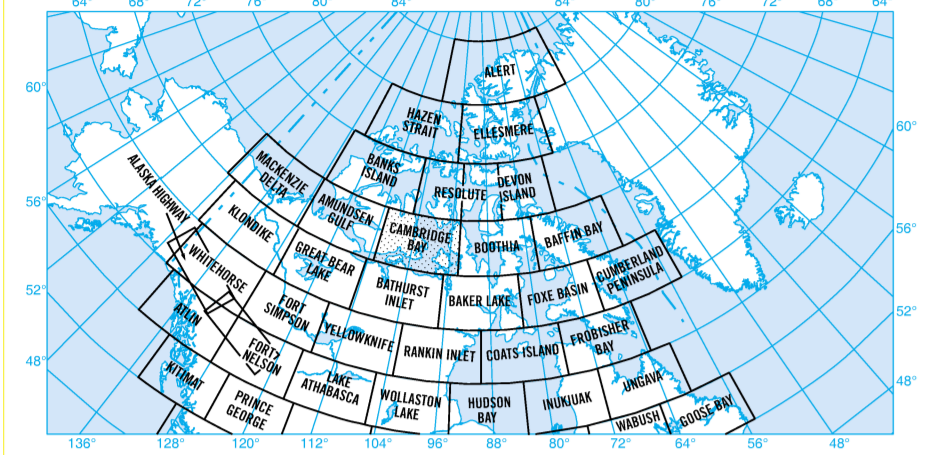 64°
68°
72°
76°
80°
84°
84°
80°
76°
72°
68°
64°
ALERT
60°
HAZEN
STRAIT
ELLESMERE
60°
ALASKA HIGHWAY
MACKENZIE
DELTA
BANKS
ISLAND
RESOLUTE
DEVON
ISLAND
56°
KLONDIKE
AMUNDSEN
GULF
CAMBRIDGE
BAY
BOOTHIA
BAFFIN BAY
56°
WHITEHORSE
GREAT BEAR
LAKE
BATHURST
INLET
BAKER LAKE
FOXE BASIN
CUMBERLAND
PENINSULA
52°
ATLIN
FORT
SIMPSON
YELLOWKNIFE
RANKIN INLET
COATS ISLAND
FROBISHER
BAY
52°
48°
KITIMAT
FORT
NELSON
LAKE
ATHABASCA
WOLLASTON
LAKE
HUDSON
BAY
INUKJUAK
UNGAVA
48°
PRINCE
GEORGE
WABUSH
GOOSE BAY
136°
128°
120°
112°
104°
96°
88°
80°
72°
64°
56°
48°